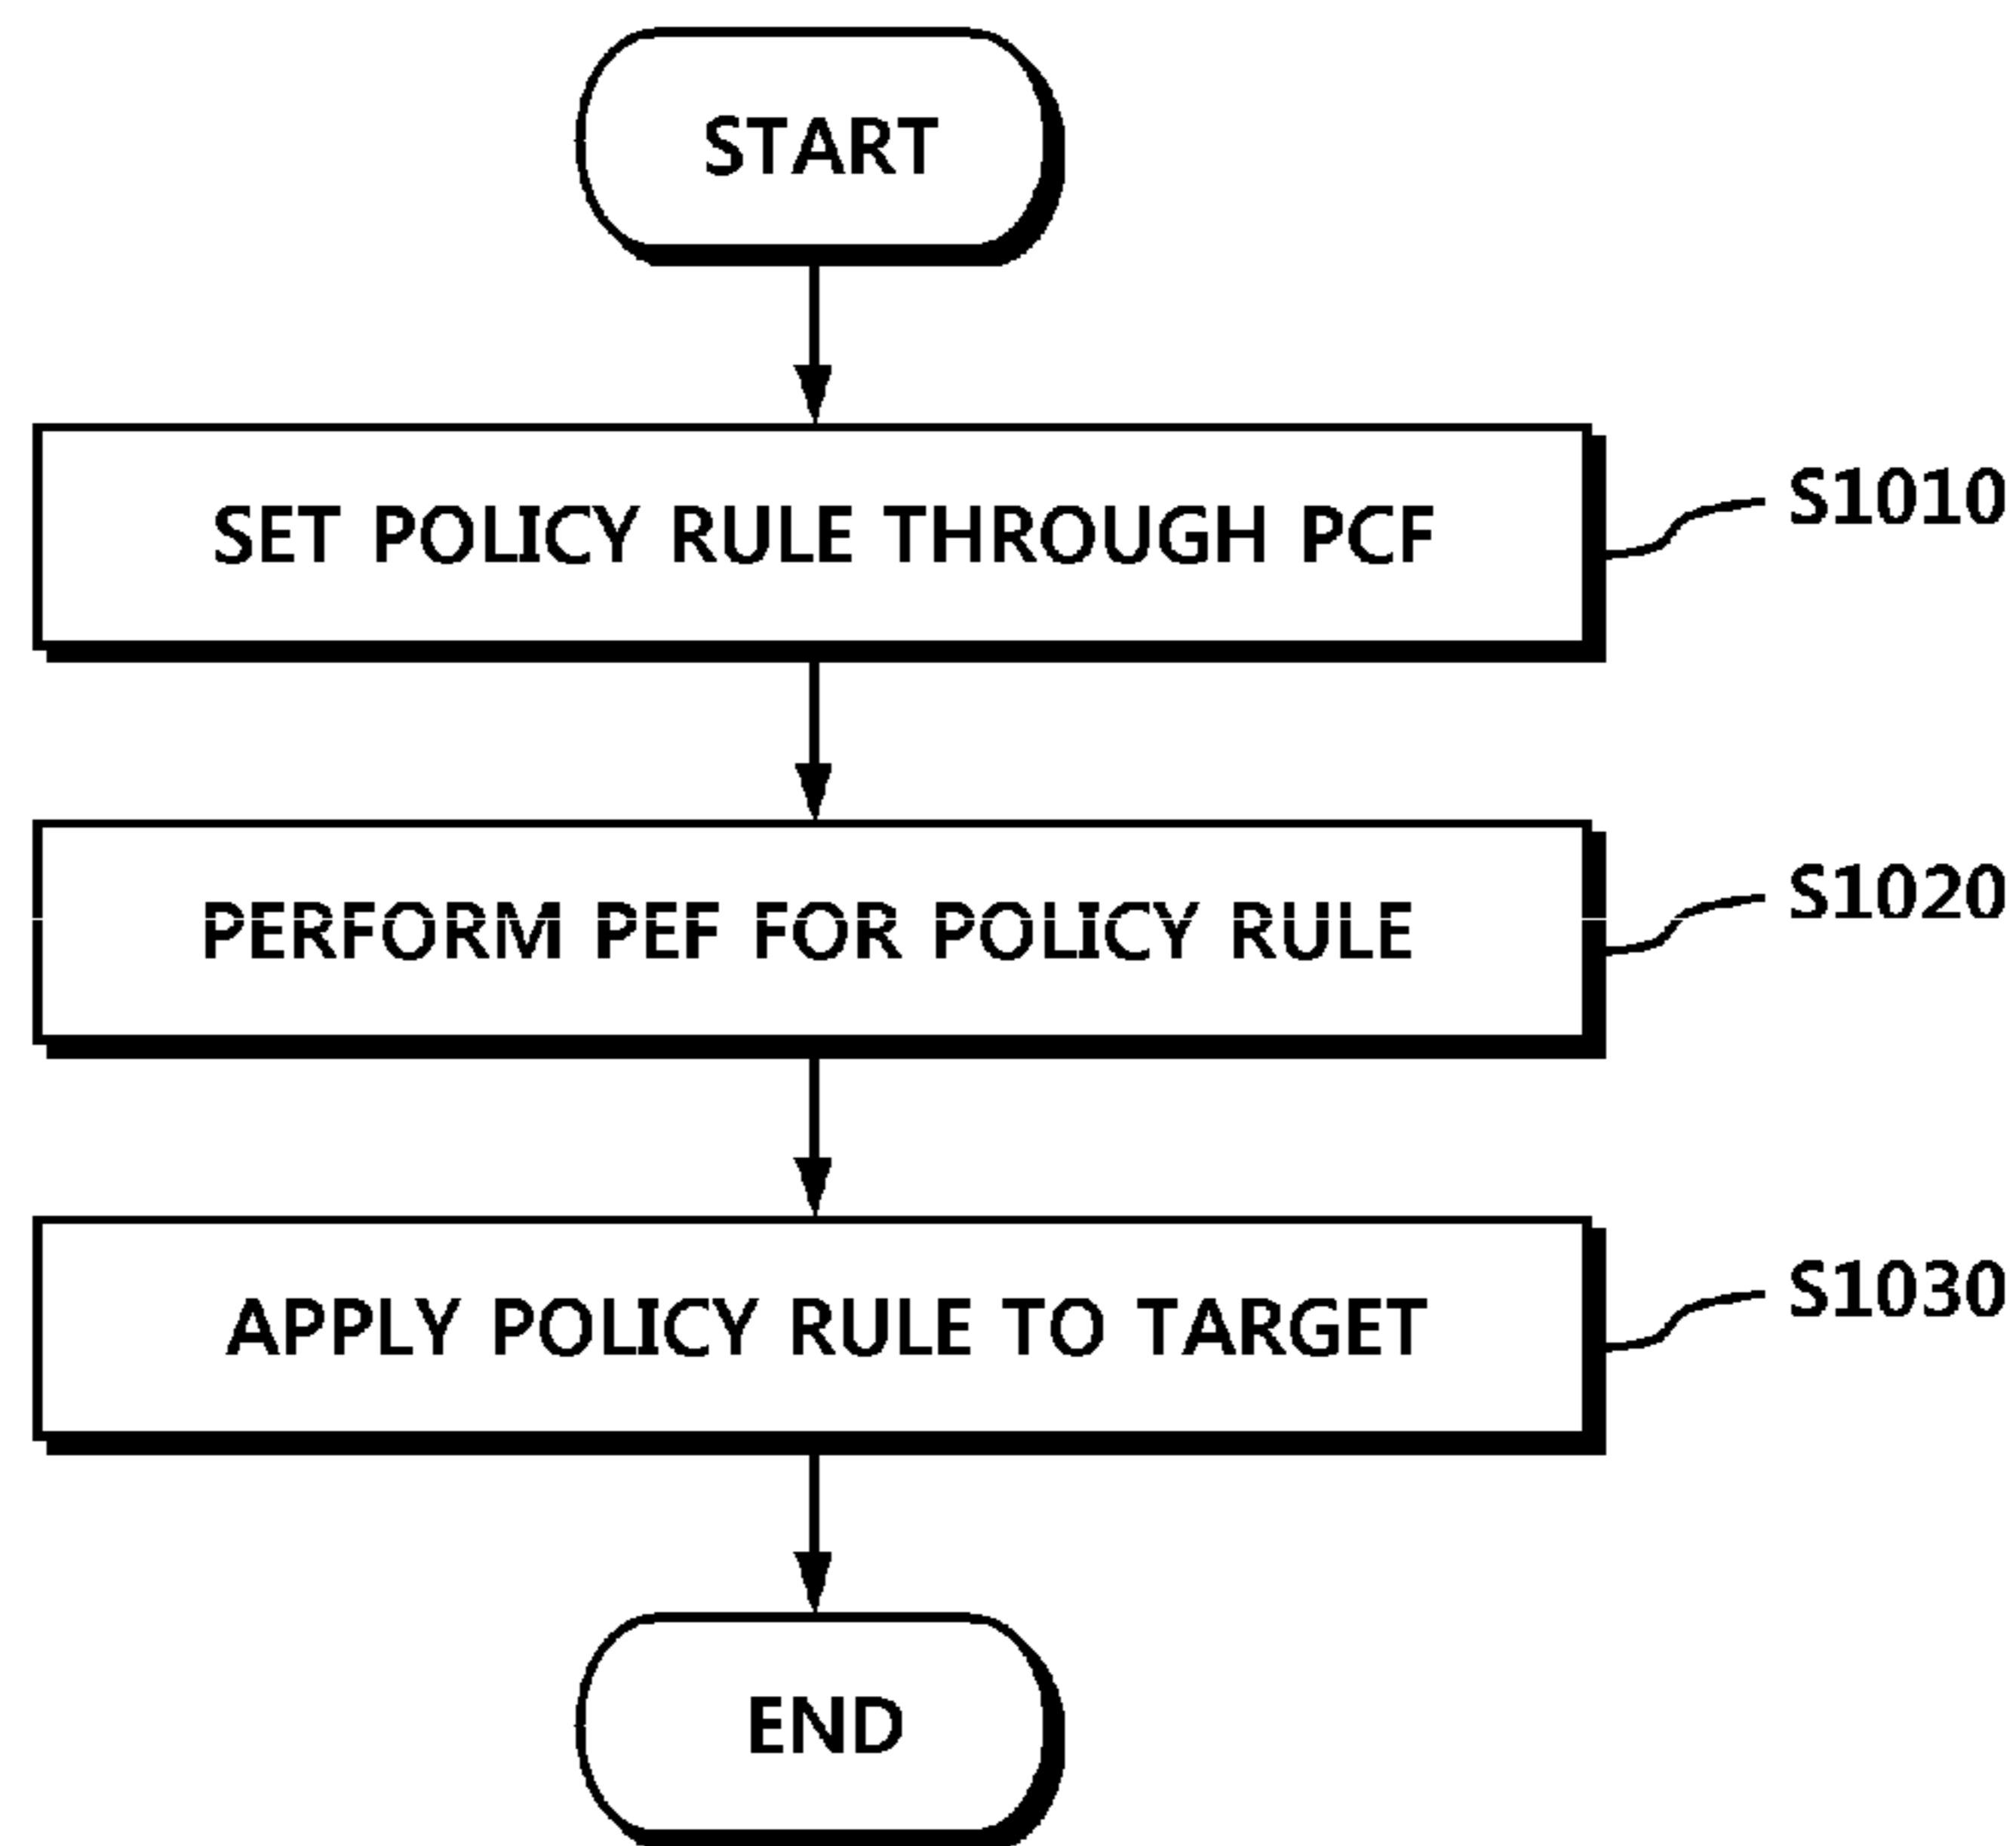 START
SET POLICY RULE THROUGH PCF
S1010
PERFORM PEF FOR POLICY RULE
S1020
APPLY POLICY RULE TO TARGET
S1030
END